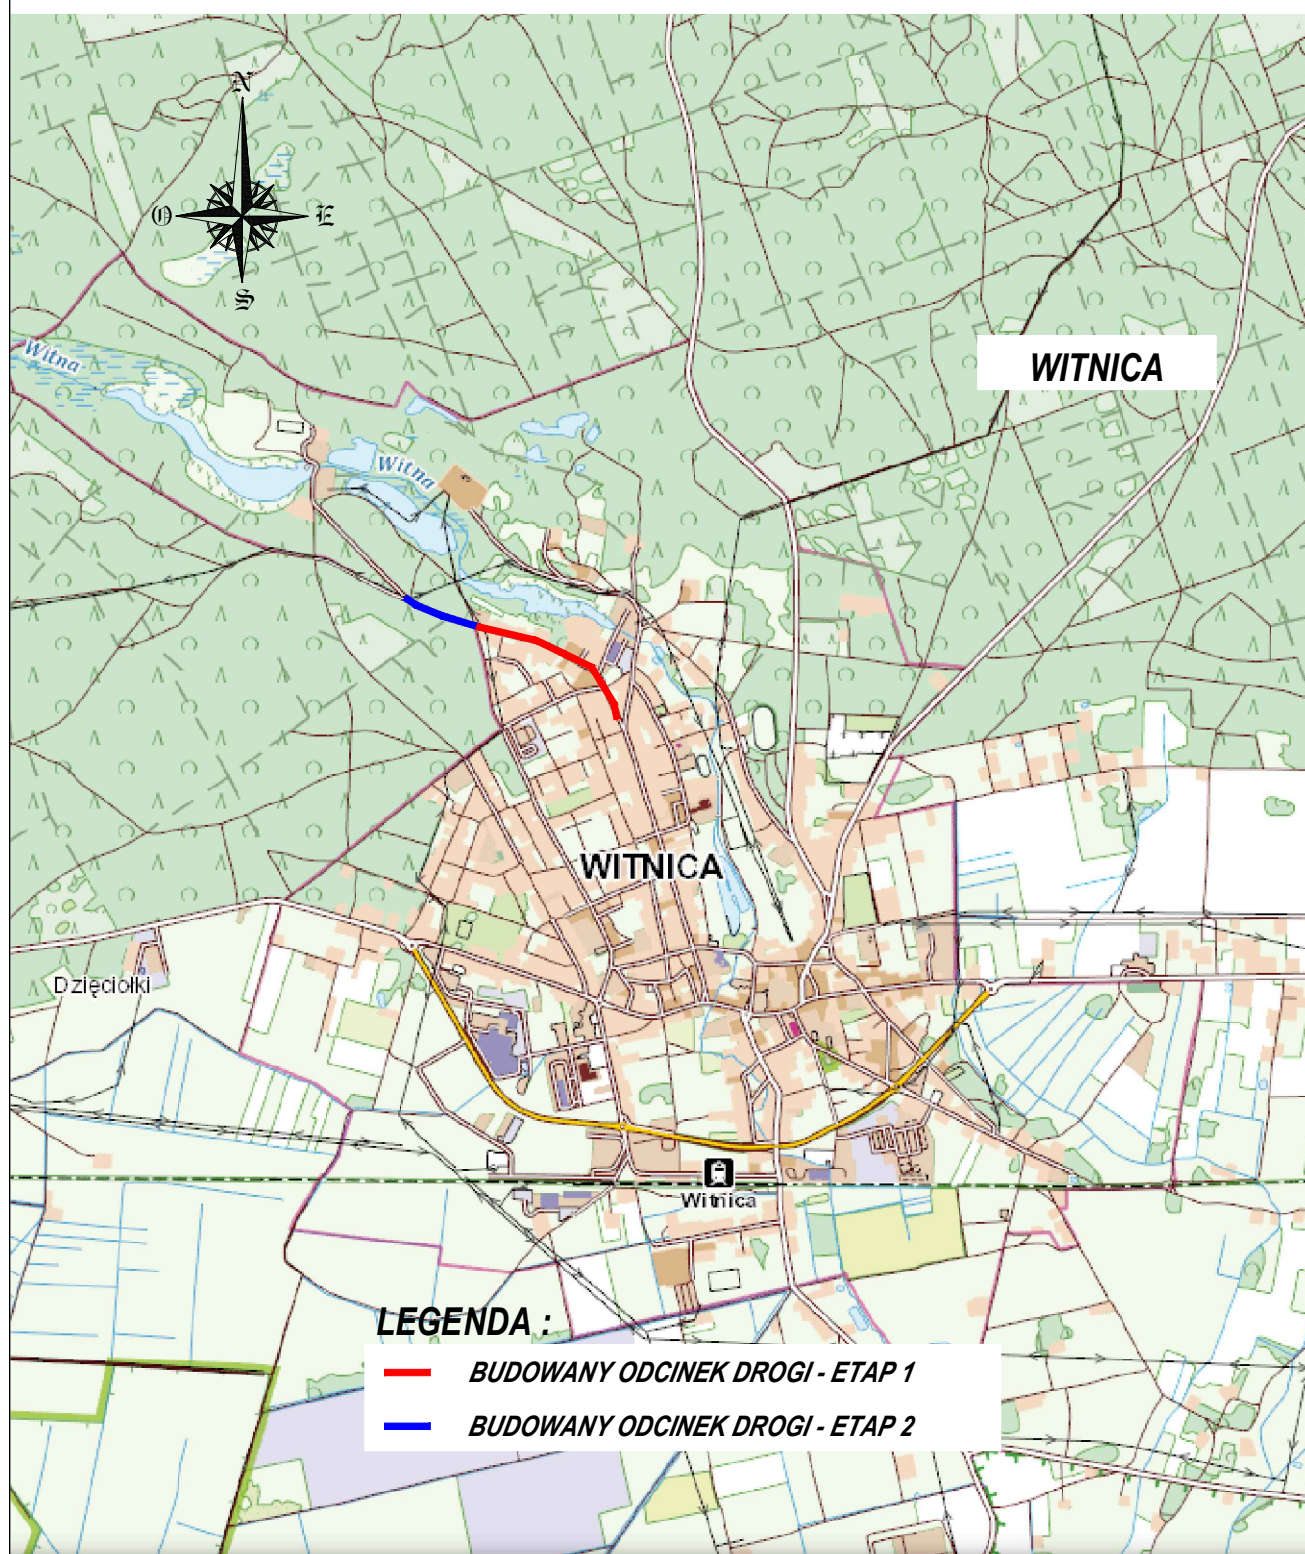 N
O E
S
WITNICA
Witna
Witna
WITNICA
Dzięciołki
Witnica
LEGENDA :
BUDOWANY ODCINEK DROGI - ETAP 1
BUDOWANY ODCINEK DROGI - ETAP 2